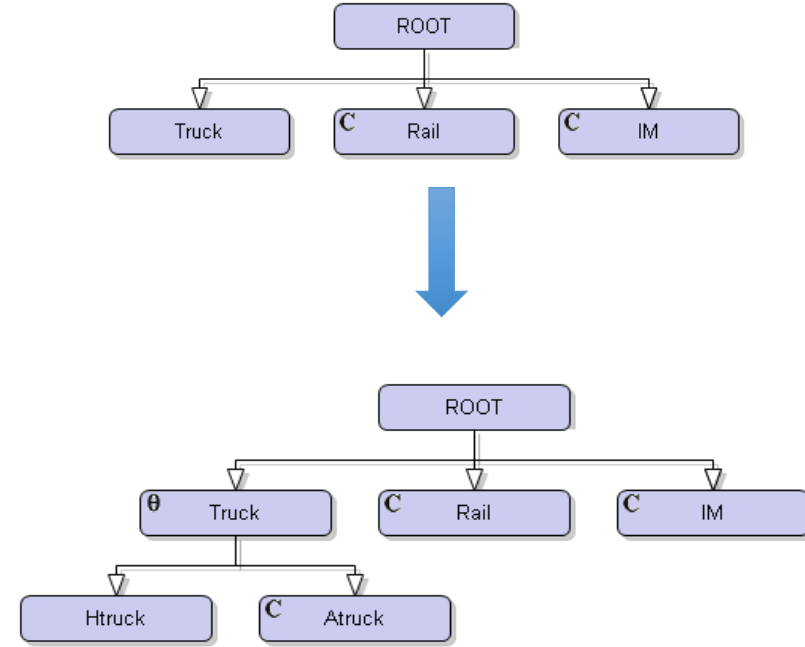 ROOT
Truck
C Rail
C IM
ROOT
θ Truck
C Rail
C IM
Htruck
C Atruck